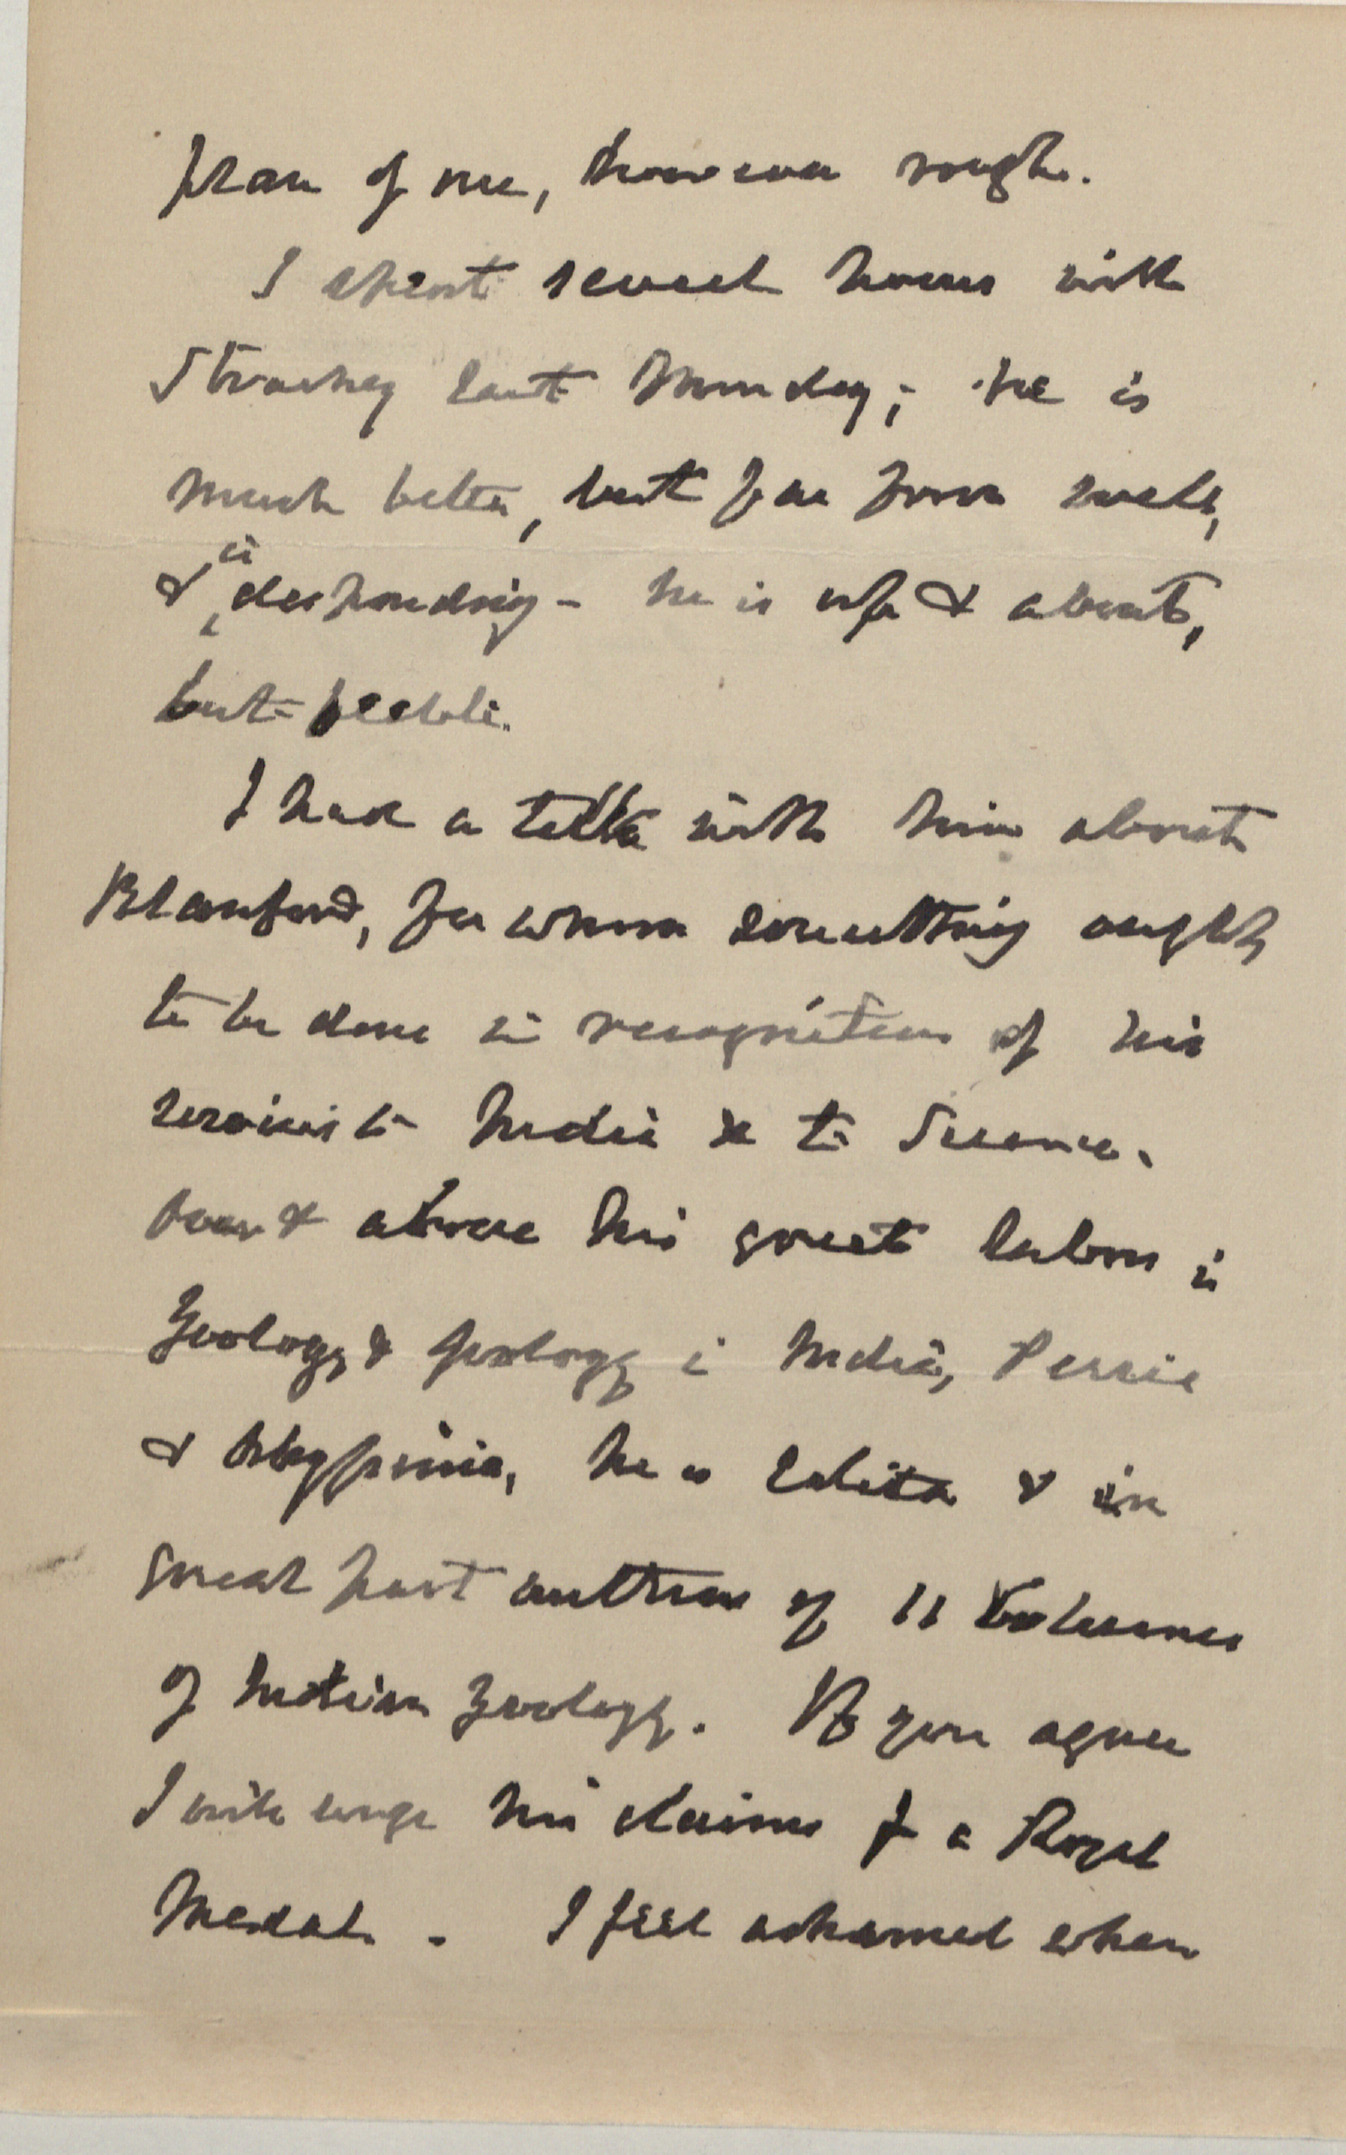 plan of one, however rough.
I spent several hours with
Strachey last Monday; he is
much better, but far from well,
& is desponding – he is up & about,
but feeble.
I had a talk with him about
Blanford, for whom something ought
to be done in recognition of his
services to India & to Science.
over & above his great labors in
Zoology & Geology in India, Persia
& Abyssinia, he is Editor & in
great part author of 11 Volumes
of Indian Zoology. If you agree
I will urge his claims for a Royal
Medal. I feel ashamed when